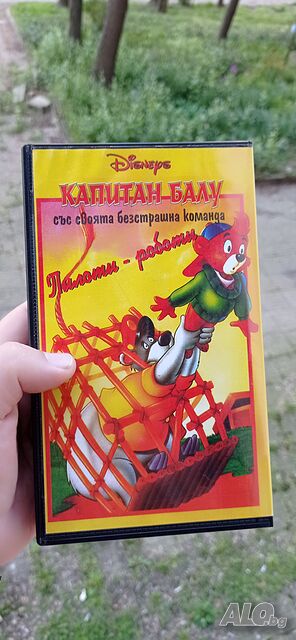 Disney's
КАПИТАН БАЛУ
със своята безстрашна команда
Пилоти - роботи
ALO.bg